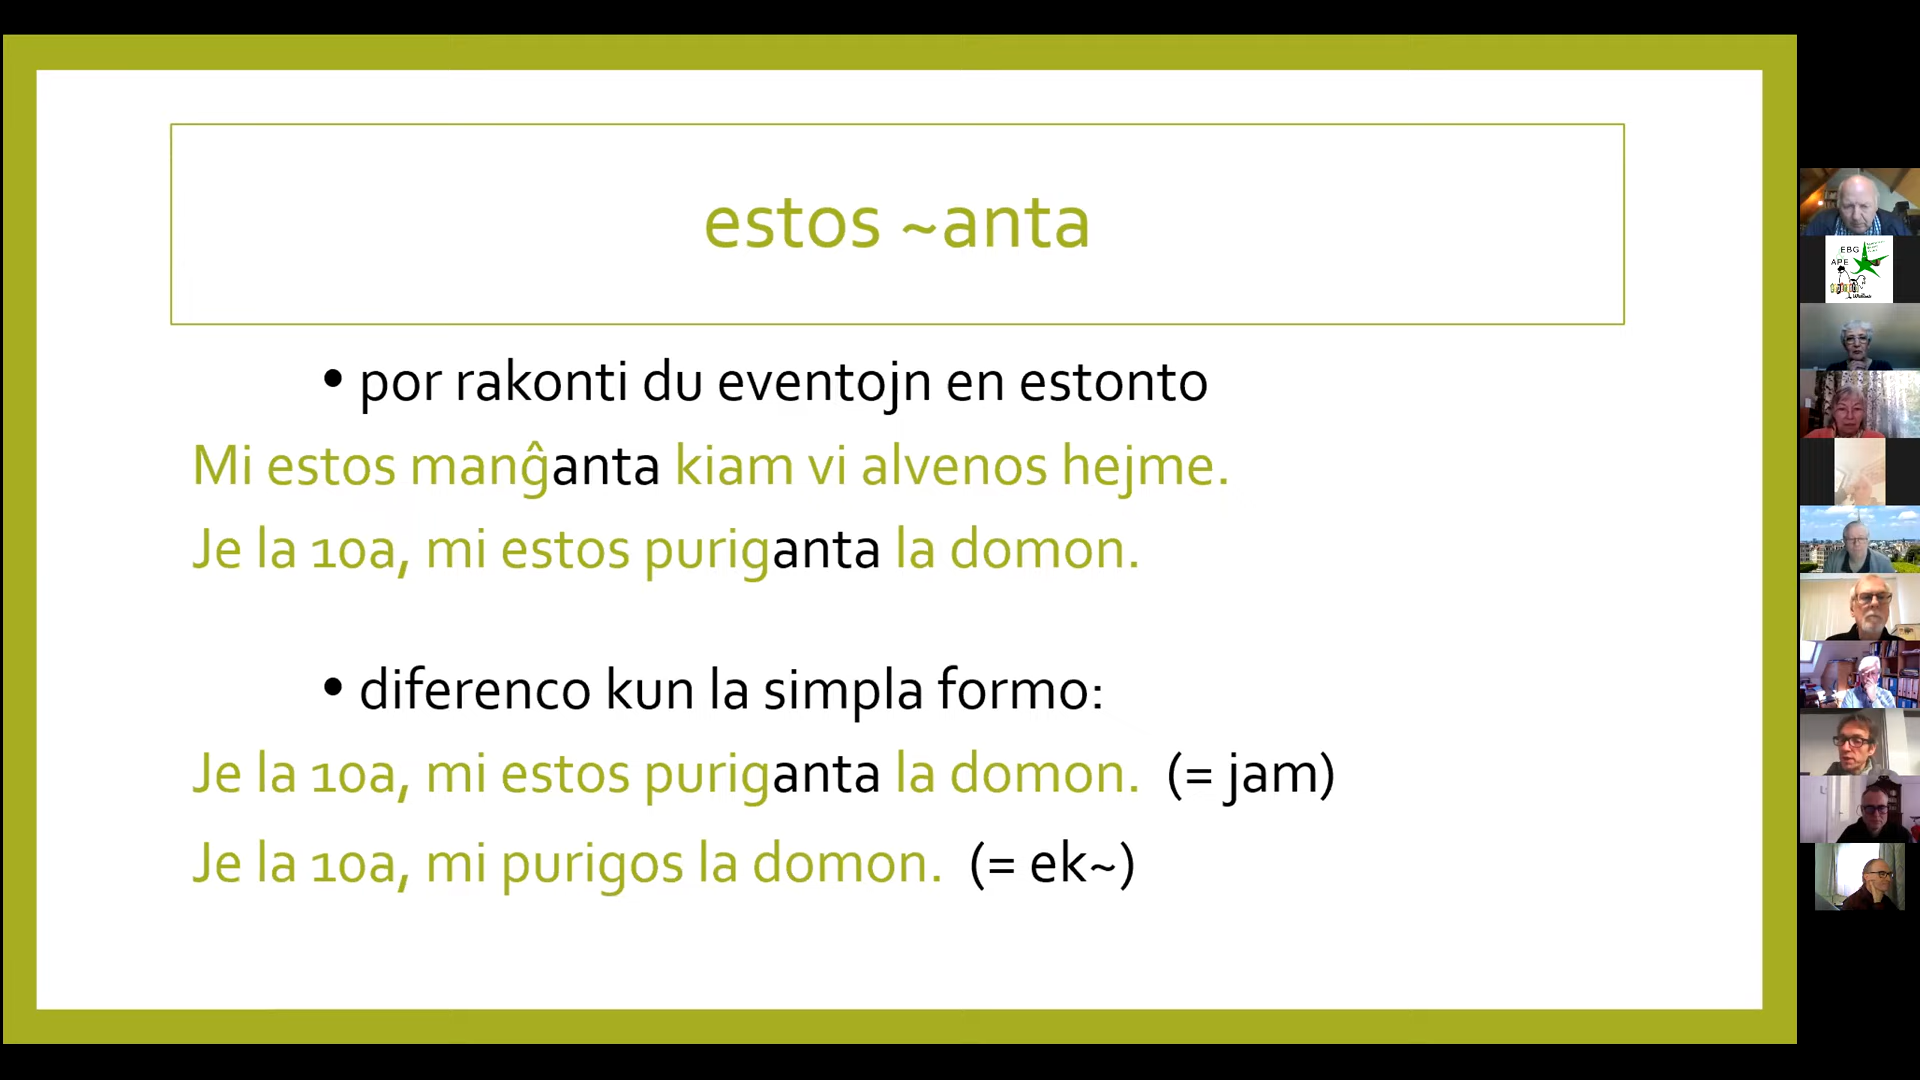 estos ~anta
• por rakonti du eventojn en estonto
Mi estos manĝanta kiam vi alvenos hejme.
Je la 10a, mi estos puriganta la domon.
• diferenco kun la simpla formo:
Je la 10a, mi estos puriganta la domon. (= jam)
Je la 10a, mi purigos la domon. (= ek~)
EBG
APE